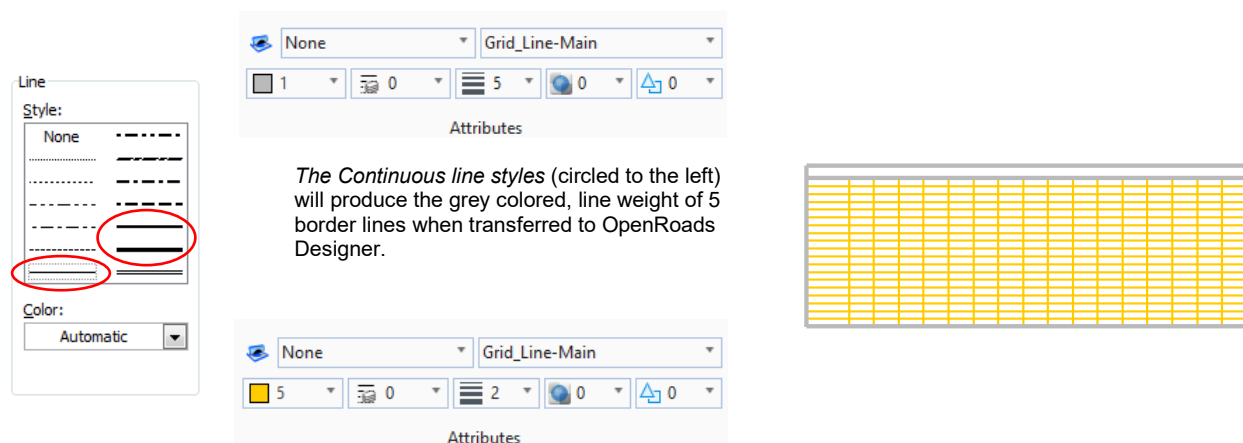 None
Grid_Line-Main
1
0
5
0
0
Attributes
Line
Style:
None
The Continuous line styles (circled to the left)
will produce the grey colored, line weight of 5
border lines when transferred to OpenRoads
Designer.
Color:
Automatic
None
Grid_Line-Main
5
0
2
0
0
Attributes